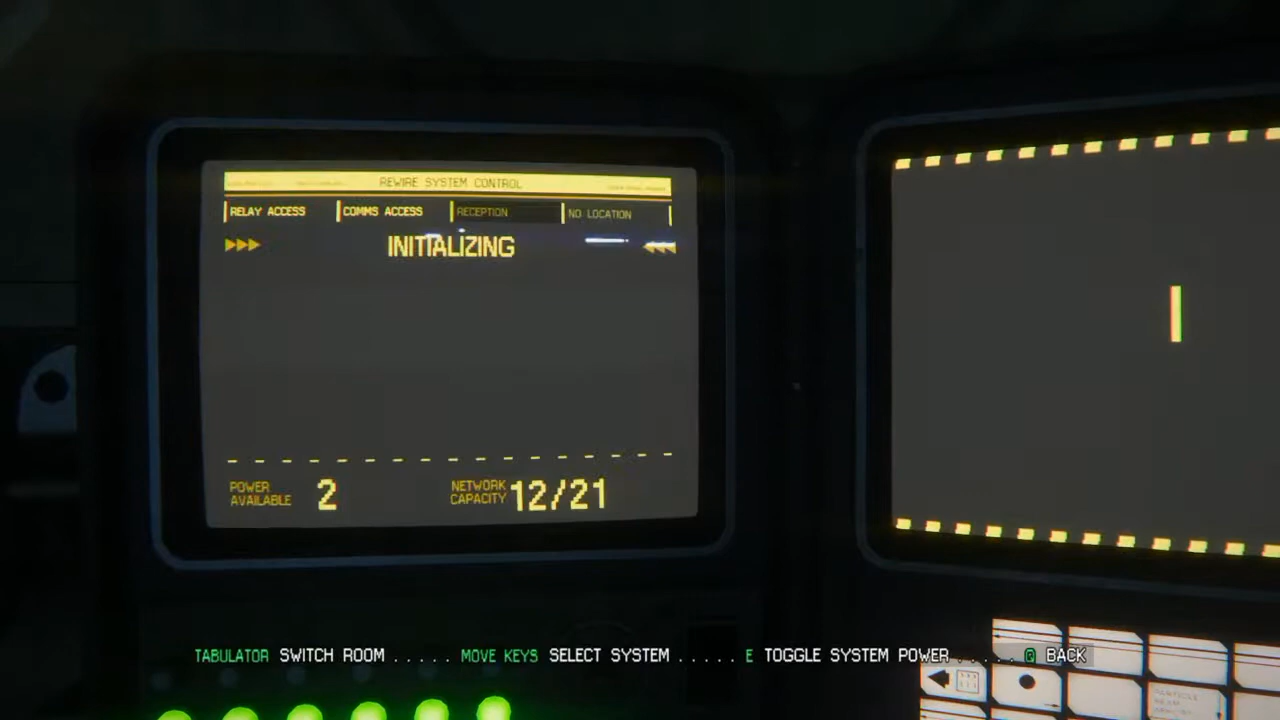 REWIRE SYSTEM CONTROL
RELAY ACCESS COMMS ACCESS RECEPTION NO LOCATION
INITIALIZING
POWER AVAILABLE 2 NETWORK CAPACITY 12/21
TABULATOR SWITCH ROOM ..... MOVE KEYS SELECT SYSTEM ..... E TOGGLE SYSTEM POWER ..... Q BACK